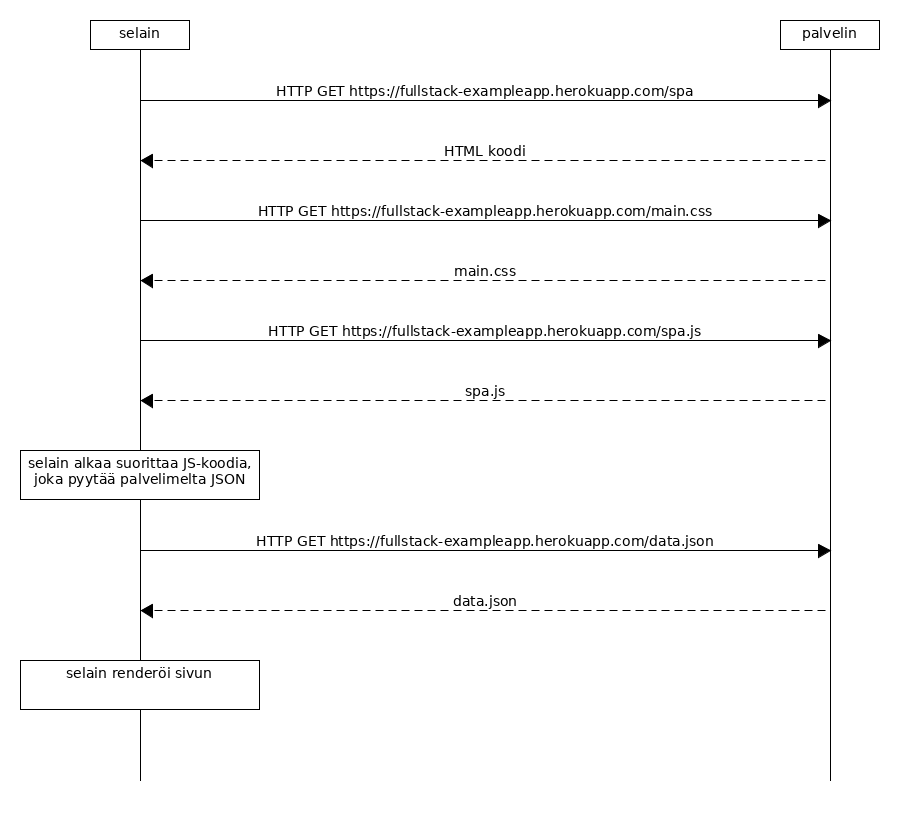 selain
palvelin
HTTP GET https://fullstack-exampleapp.herokuapp.com/spa
HTML koodi
HTTP GET https://fullstack-exampleapp.herokuapp.com/main.css
main.css
HTTP GET https://fullstack-exampleapp.herokuapp.com/spa.js
spa.js
selain alkaa suorittaa JS-koodia,
joka pyytää palvelimelta JSON
HTTP GET https://fullstack-exampleapp.herokuapp.com/data.json
data.json
selain renderöi sivun